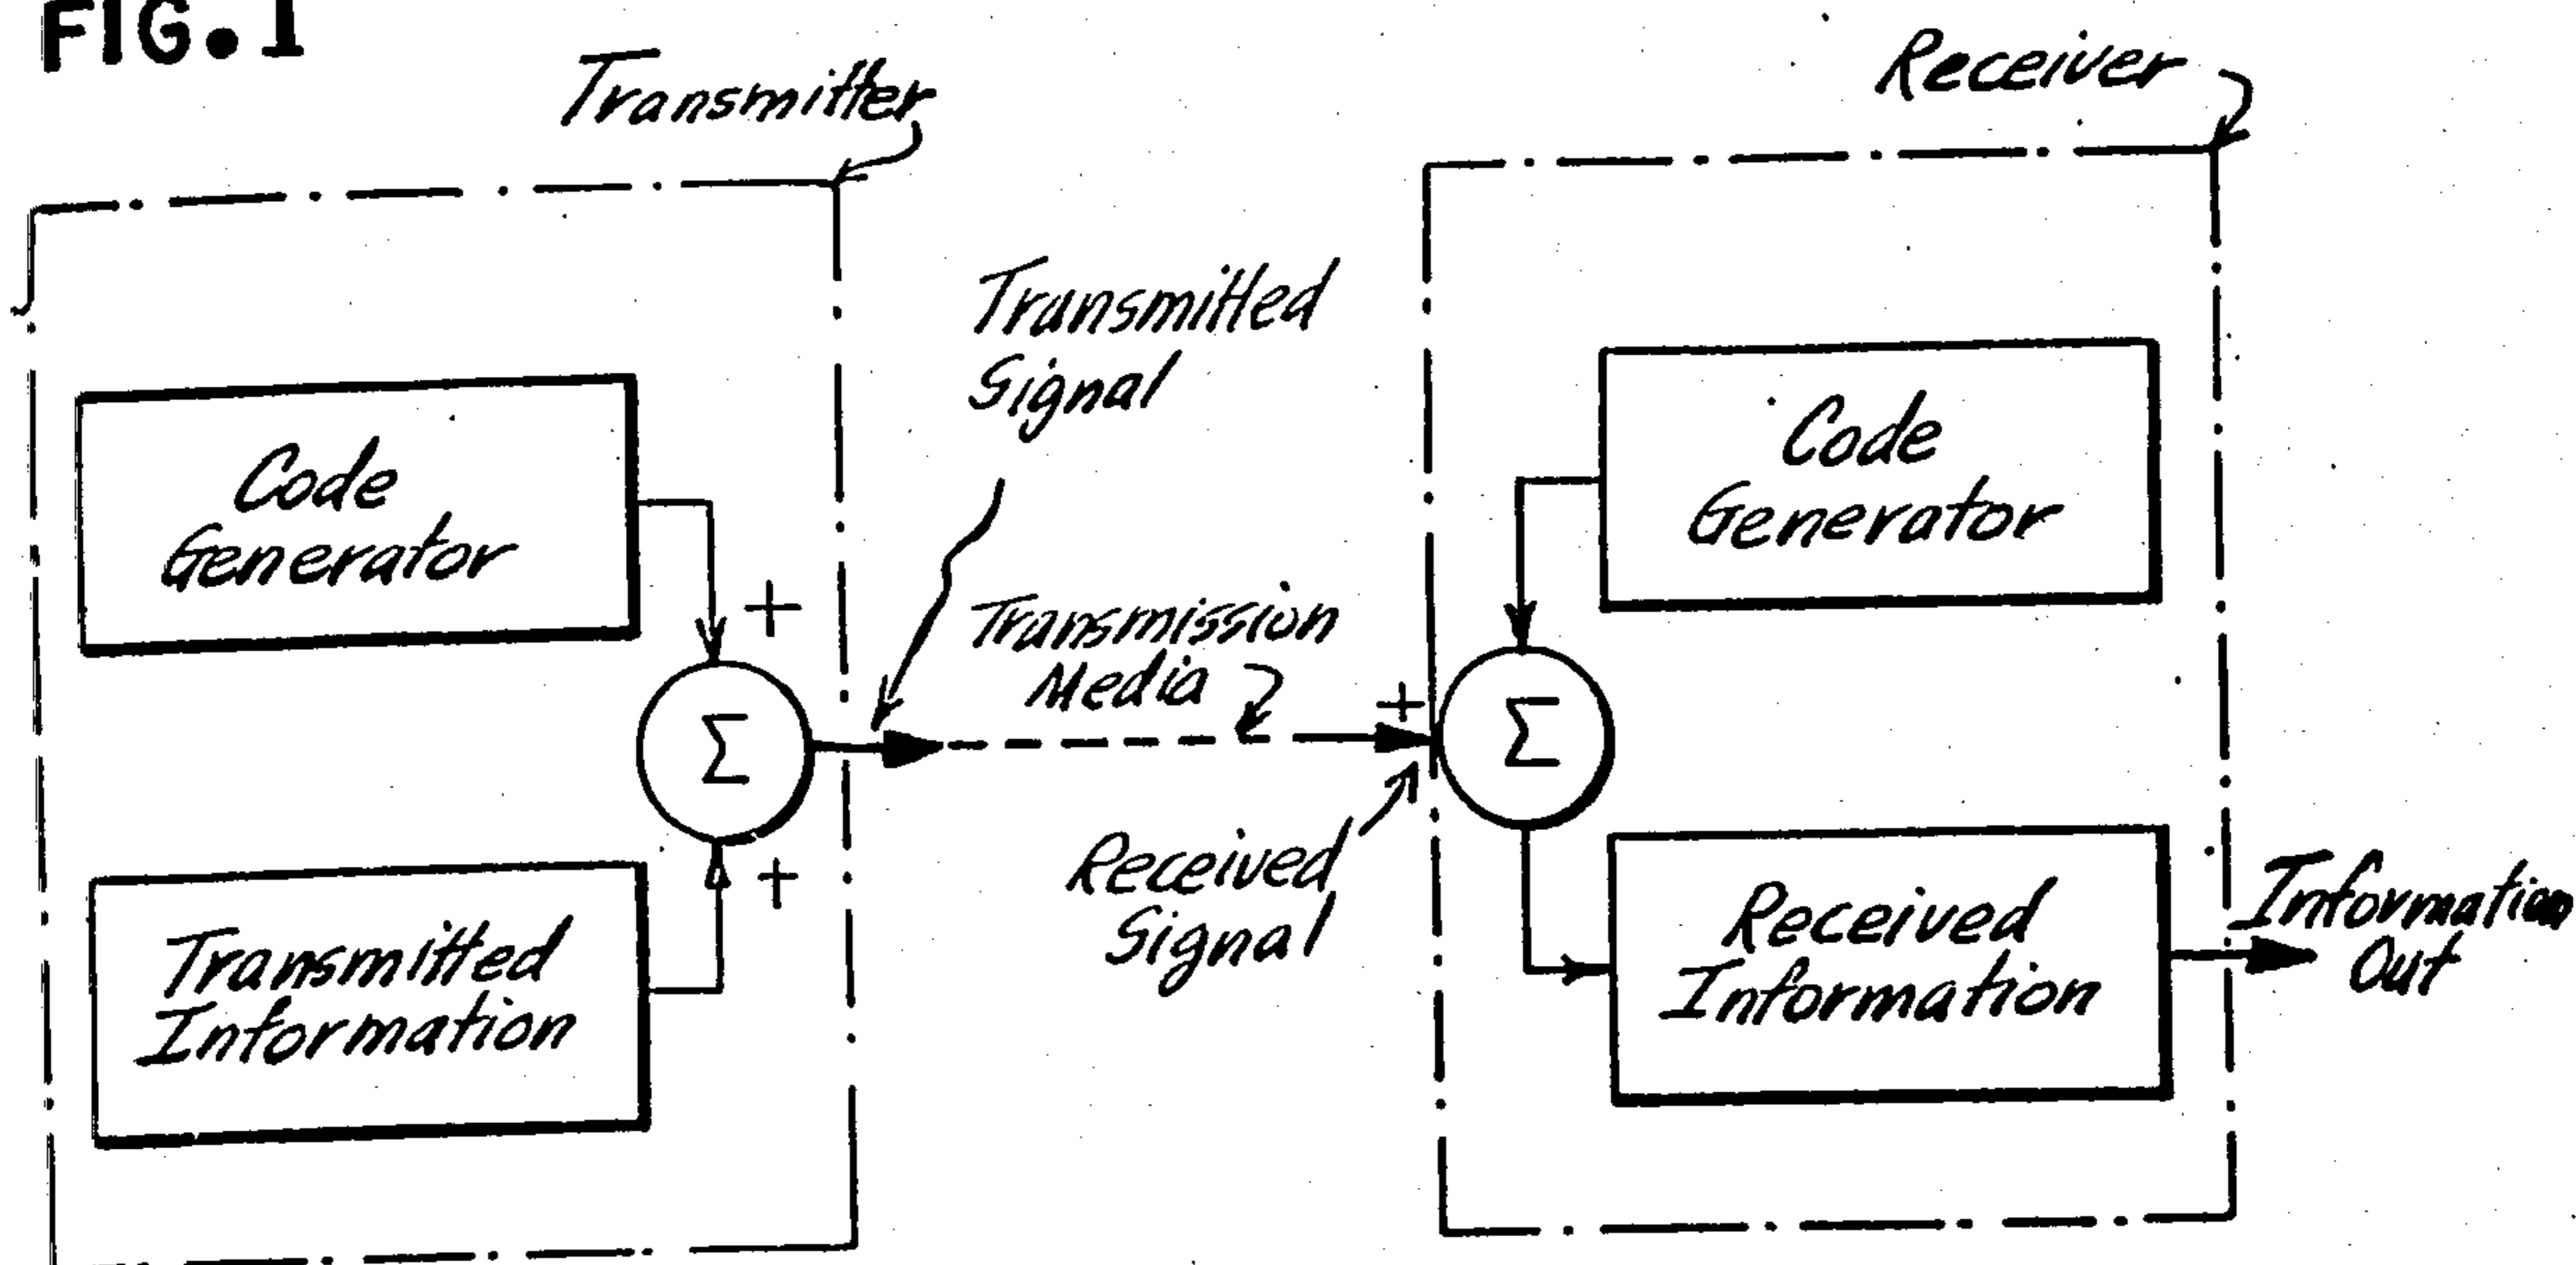 FIG. 1
Transmitter
Receiver
Transmitted
Signal
Code
Generator
Code
Generator
+
Transmission
Media
+
Σ
Σ
+
Received
Signal
Transmitted
Information
Received
Information
Information
Out